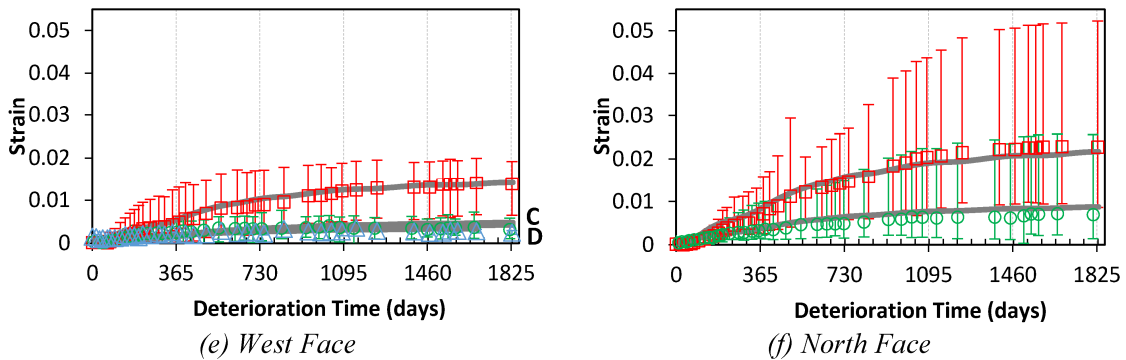 0.05
0.04
0.03
0.02
0.01
0
Strain
C
D
0 365 730 1095 1460 1825
Deterioration Time (days)
(e) West Face
0.05
0.04
0.03
0.02
0.01
0
Strain
0 365 730 1095 1460 1825
Deterioration Time (days)
(f) North Face